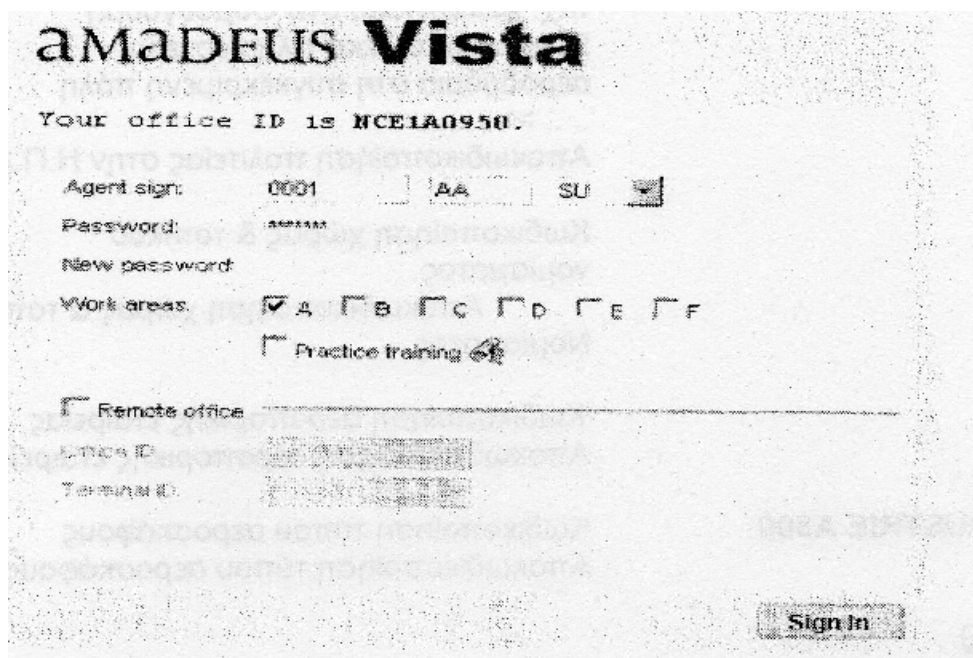 amadeus Vista
Your office ID is NCE1A0950.
Agent sign: 0001 AA SU
Password: *******
New password:
Work areas A B C D E F
Practice training
Remote office
Office ID
Terminal ID
Sign In